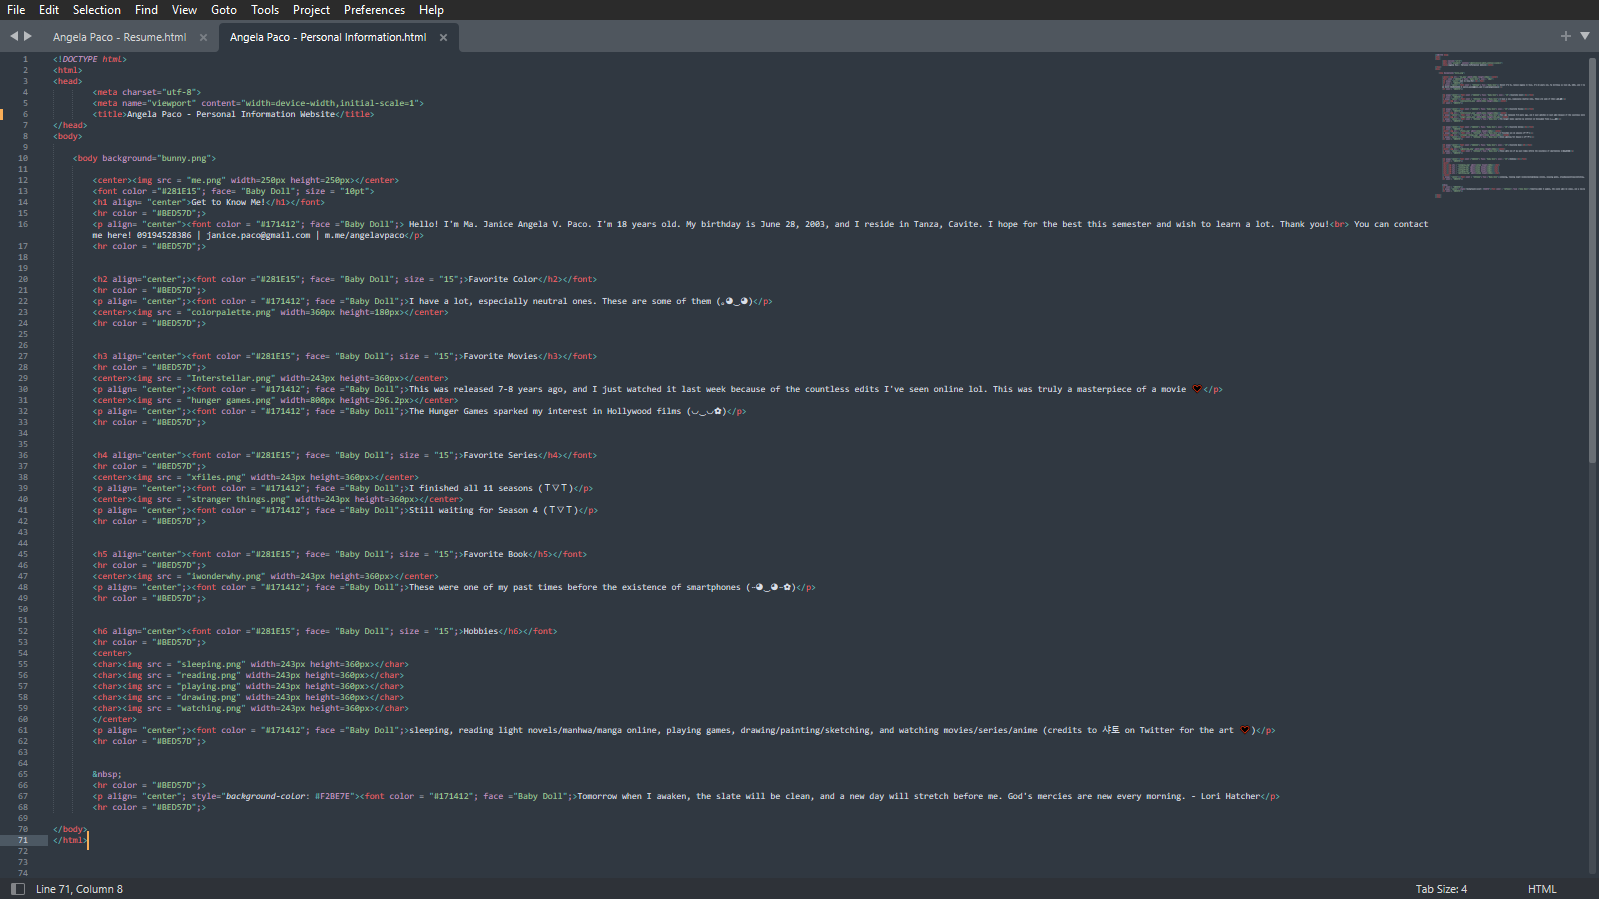 File Edit Selection Find View Goto Tools Project Preferences Help
Angela Paco - Resume.html × Angela Paco - Personal Information.html ×
1 <!DOCTYPE html>
2 <html>
3 <head>
4 <meta charset="utf-8">
5 <meta name="viewport" content="width=device-width,initial-scale=1">
6 <title>Angela Paco - Personal Information Website</title>
7 </head>
8 <body>
9
10 <body background="bunny.png">
11
12 <center><img src = "me.png" width=250px height=250px></center>
13 <font color ="#281E15"; face= "Baby Doll"; size = "10pt">
14 <h1 align= "center">Get to Know Me!</h1></font>
15 <hr color = "#BED57D";>
16 <p align= "center"><font color = "#171412"; face ="Baby Doll";> Hello! I'm Ma. Janice Angela V. Paco. I'm 18 years old. My birthday is June 28, 2003, and I reside in Tanza, Cavite. I hope for the best this semester and wish to learn a lot. Thank you!<br> You can contact
me here! 09194528386 | janice.paco@gmail.com | m.me/angelavpaco</p>
17 <hr color = "#BED57D";>
18
19
20 <h2 align="center";><font color ="#281E15"; face= "Baby Doll"; size = "15";>Favorite Color</h2></font>
21 <hr color = "#BED57D";>
22 <p align= "center";><font color = "#171412"; face ="Baby Doll";>I have a lot, especially neutral ones. These are some of them (｡◕‿◕)</p>
23 <center><img src = "colorpalette.png" width=360px height=180px></center>
24 <hr color = "#BED57D";>
25
26
27 <h3 align="center"><font color ="#281E15"; face= "Baby Doll"; size = "15";>Favorite Movies</h3></font>
28 <hr color = "#BED57D";>
29 <center><img src = "Interstellar.png" width=243px height=360px></center>
30 <p align= "center";><font color = "#171412"; face ="Baby Doll";>This was released 7-8 years ago, and I just watched it last week because of the countless edits I've seen online lol. This was truly a masterpiece of a movie ♥</p>
31 <center><img src = "hunger games.png" width=800px height=296.2px></center>
32 <p align= "center";><font color = "#171412"; face ="Baby Doll";>The Hunger Games sparked my interest in Hollywood films (◡‿◡✿)</p>
33 <hr color = "#BED57D";>
34
35
36 <h4 align="center"><font color ="#281E15"; face= "Baby Doll"; size = "15";>Favorite Series</h4></font>
37 <hr color = "#BED57D";>
38 <center><img src = "xfiles.png" width=243px height=360px></center>
39 <p align= "center";><font color = "#171412"; face ="Baby Doll";>I finished all 11 seasons (T▽T)</p>
40 <center><img src = "stranger things.png" width=243px height=360px></center>
41 <p align= "center";><font color = "#171412"; face ="Baby Doll";>Still waiting for Season 4 (T▽T)</p>
42 <hr color = "#BED57D";>
43
44
45 <h5 align="center"><font color ="#281E15"; face= "Baby Doll"; size = "15";>Favorite Book</h5></font>
46 <hr color = "#BED57D";>
47 <center><img src = "iwonderwhy.png" width=243px height=360px></center>
48 <p align= "center";><font color = "#171412"; face ="Baby Doll";>These were one of my past times before the existence of smartphones (~◕‿◕~✿)</p>
49 <hr color = "#BED57D";>
50
51
52 <h6 align="center"><font color ="#281E15"; face= "Baby Doll"; size = "15";>Hobbies</h6></font>
53 <hr color = "#BED57D";>
54 <center>
55 <char><img src = "sleeping.png" width=243px height=360px></char>
56 <char><img src = "reading.png" width=243px height=360px></char>
57 <char><img src = "playing.png" width=243px height=360px></char>
58 <char><img src = "drawing.png" width=243px height=360px></char>
59 <char><img src = "watching.png" width=243px height=360px></char>
60 </center>
61 <p align= "center";><font color = "#171412"; face ="Baby Doll";>sleeping, reading light novels/manhwa/manga online, playing games, drawing/painting/sketching, and watching movies/series/anime (credits to 샤토 on Twitter for the art ♥)</p>
62 <hr color = "#BED57D";>
63
64
65 &nbsp;
66 <hr color = "#BED57D";>
67 <p align= "center"; style="background-color: #F2BE7E"><font color = "#171412"; face ="Baby Doll";>Tomorrow when I awaken, the slate will be clean, and a new day will stretch before me. God's mercies are new every morning. - Lori Hatcher</p>
68 <hr color = "#BED57D";>
69
70 </body>
71 </html>
72
73
74
Line 71, Column 8 Tab Size: 4 HTML